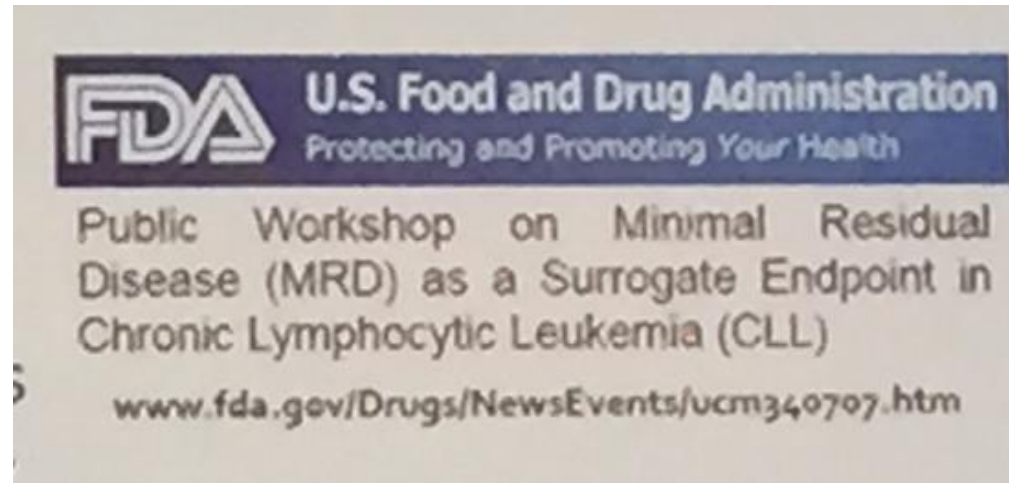 FDA U.S. Food and Drug Administration
Protecting and Promoting Your Health
Public Workshop on Minimal Residual
Disease (MRD) as a Surrogate Endpoint in
Chronic Lymphocytic Leukemia (CLL)
s
www.fda.gov/Drugs/NewsEvents/ucm340707.htm